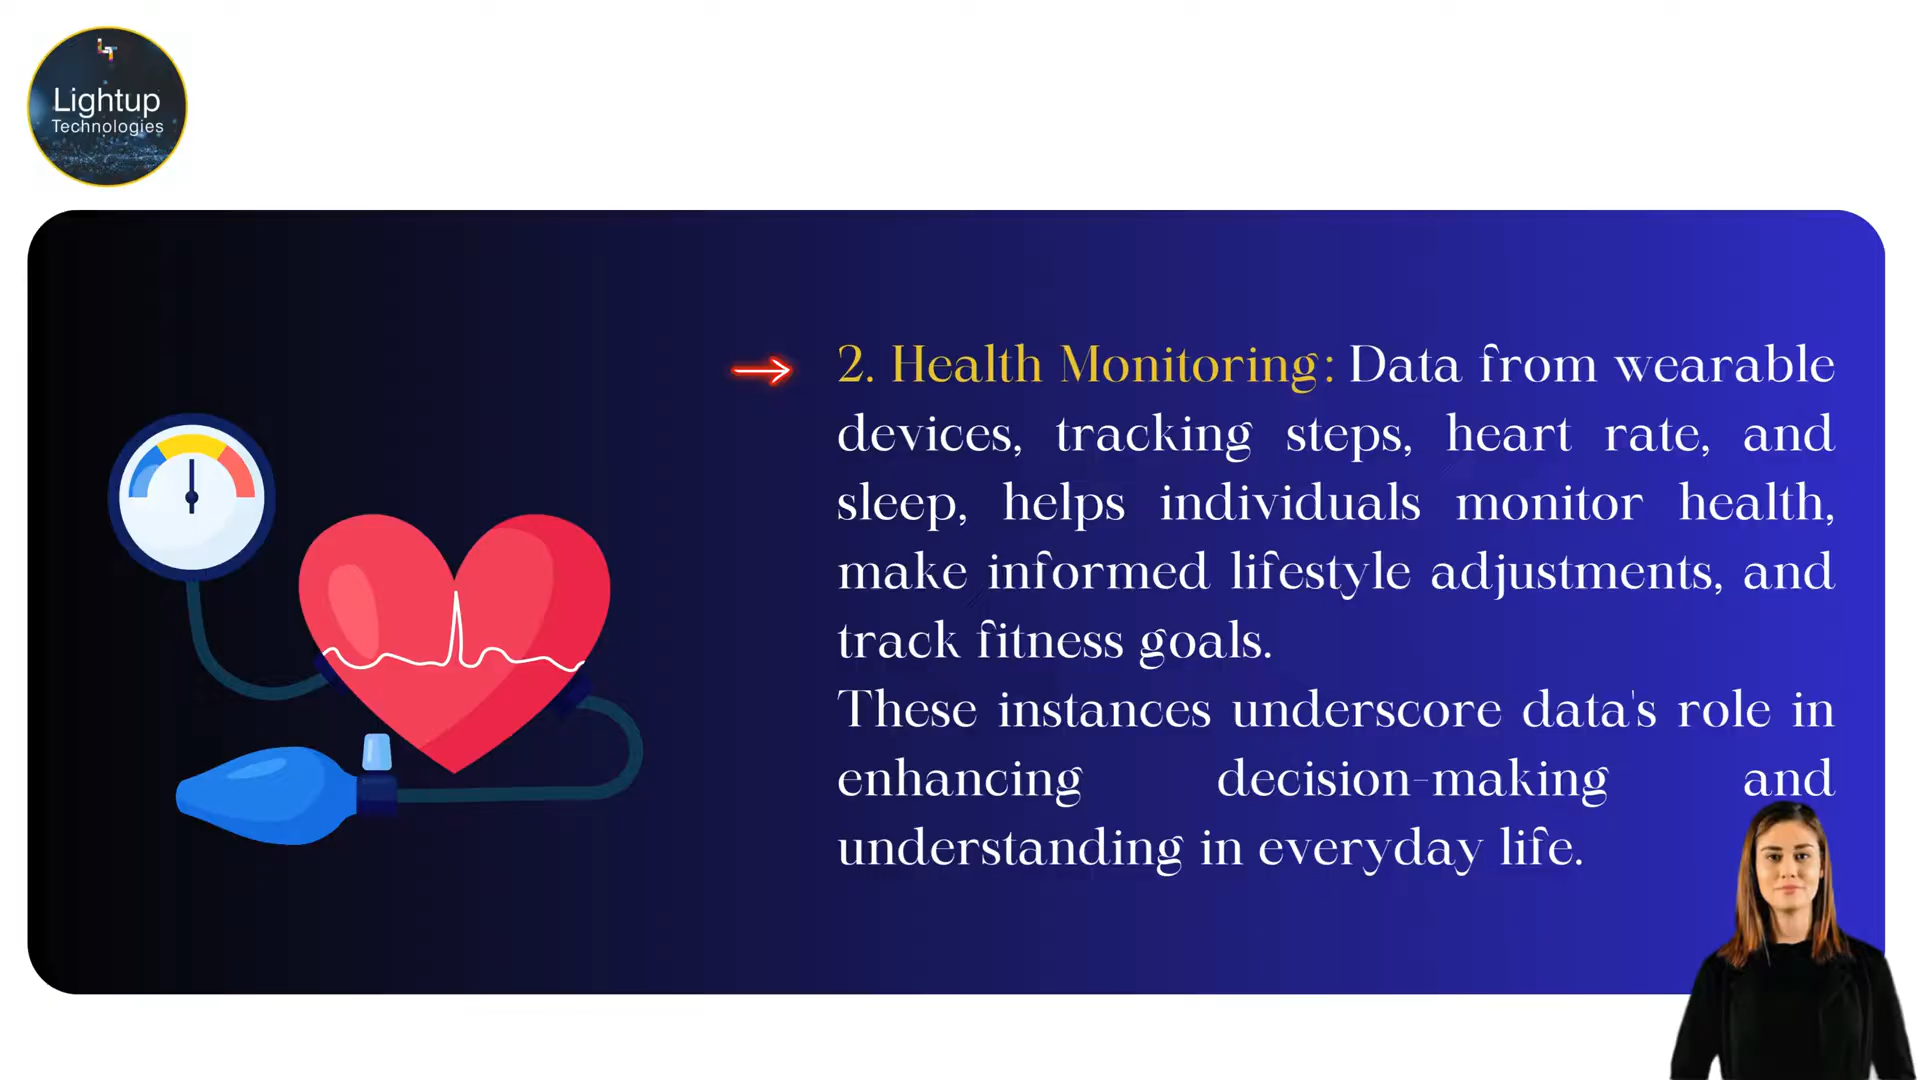 LT
Lightup
Technologies
2. Health Monitoring: Data from wearable
devices, tracking steps, heart rate, and
sleep, helps individuals monitor health,
make informed lifestyle adjustments, and
track fitness goals.
These instances underscore data's role in
enhancing decision-making and
understanding in everyday life.